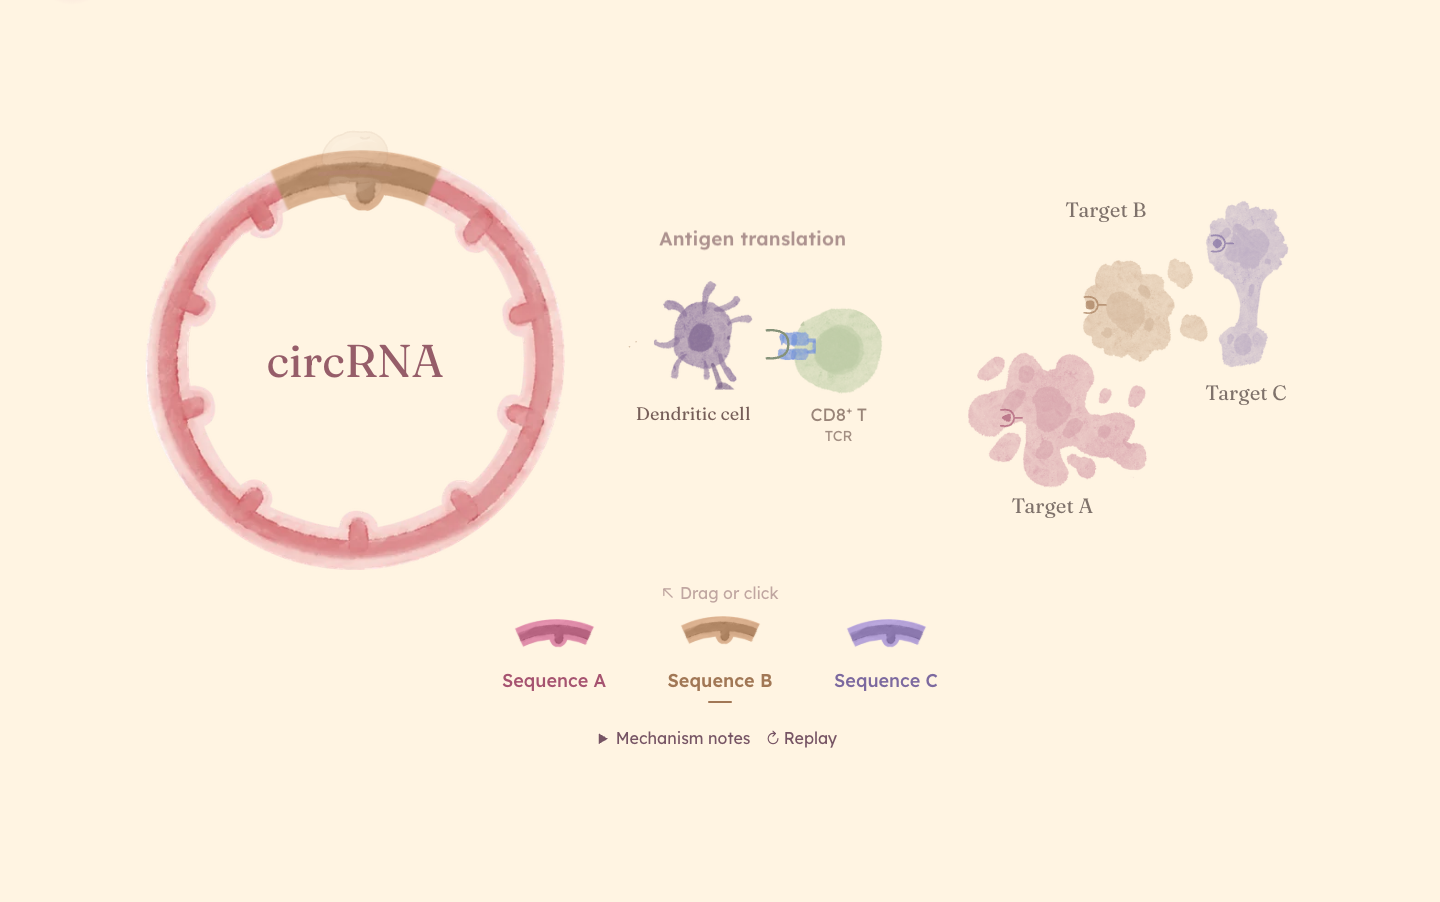 circRNA
Antigen translation
Dendritic cell
CD8⁺ T
TCR
Target B
Target C
Target A
Drag or click
Sequence A
Sequence B
Sequence C
Mechanism notes
Replay